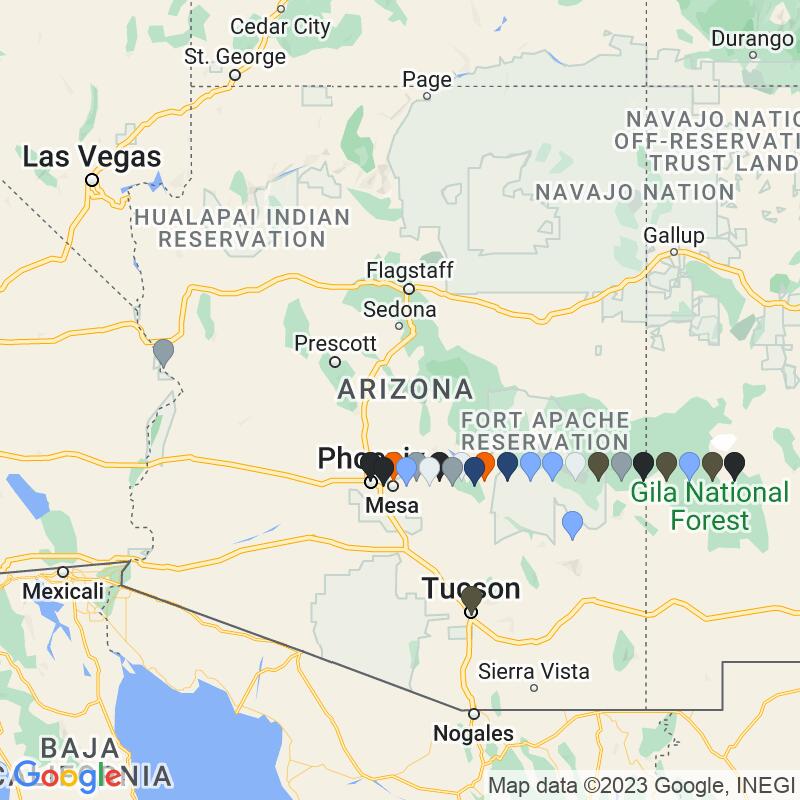 Cedar City
Durango
St. George
Page
NAVAJO NATIO
OFF-RESERVATI
TRUST LAND
Las Vegas
NAVAJO NATION
HUALAPAI INDIAN
RESERVATION
Gallup
Flagstaff
Sedona
Prescott
ARIZONA
FORT APACHE
RESERVATION
Phoenix
Mesa
Gila National
Forest
Tucson
Mexicali
Sierra Vista
Nogales
BAJA
CALIFORNIA
Google
Map data ©2023 Google, INEGI